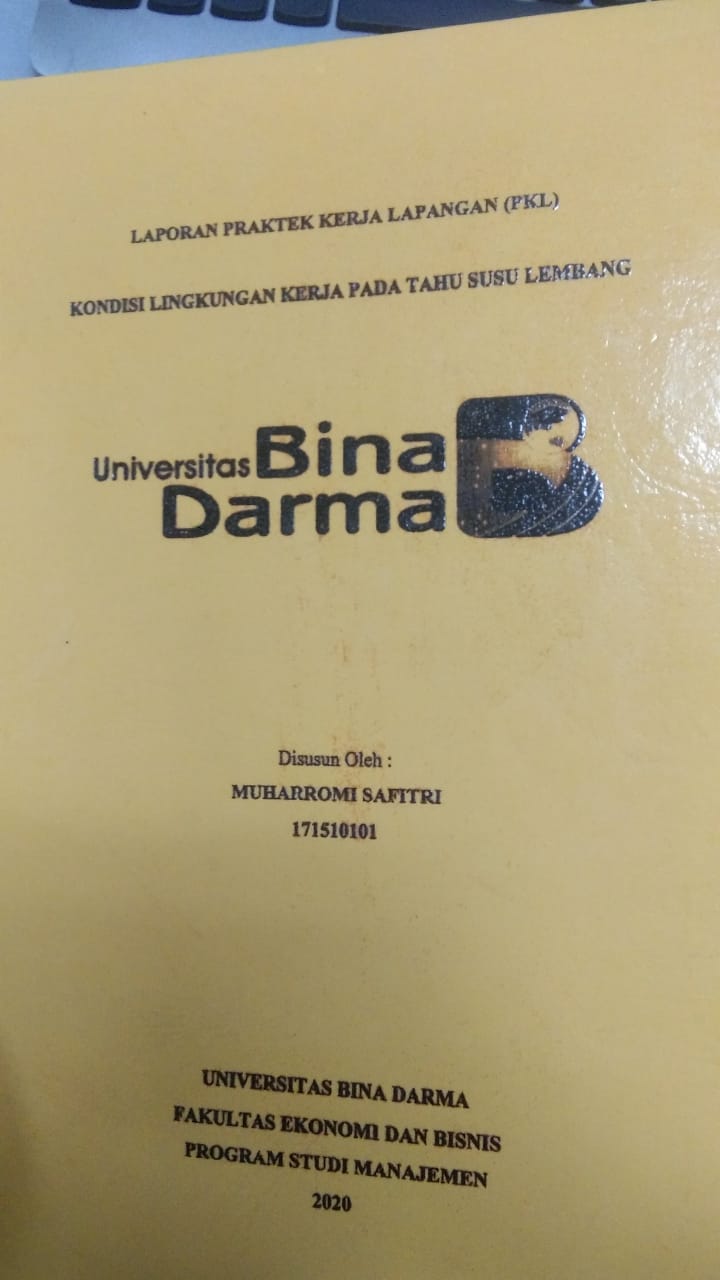 LAPORAN PRAKTEK KERJA LAPANGAN (PKL)
KONDISI LINGKUNGAN KERJA PADA TAHU SUSU LEMBANG
Universitas Bina
Darma
Disusun Oleh :
MUHARROMI SAFITRI
171510101
UNIVERSITAS BINA DARMA
FAKULTAS EKONOMI DAN BISNIS
PROGRAM STUDI MANAJEMEN
2020